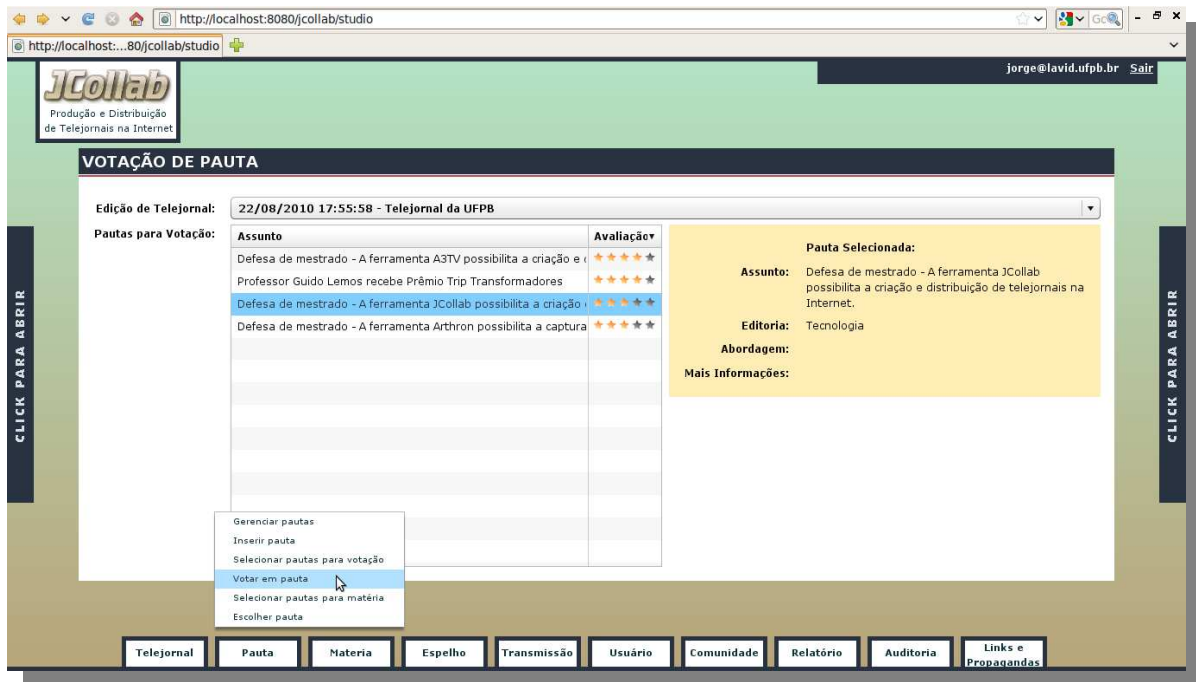 http://localhost:8080/jcollab/studio
http://localhost:...80/jcollab/studio
jorge@lavid.ufpb.br Sair
JCollab
Produção e Distribuição
de Telejornais na Internet
VOTAÇÃO DE PAUTA
Edição de Telejornal: 22/08/2010 17:55:58 - Telejornal da UFPB
Pautas para Votação:
Assunto Avaliação
Defesa de mestrado - A ferramenta A3TV possibilita a criação e
Professor Guido Lemos recebe Prêmio Trip Transformadores
Defesa de mestrado - A ferramenta JCollab possibilita a criação
Defesa de mestrado - A ferramenta Arthron possibilita a captura
Pauta Selecionada:
Assunto: Defesa de mestrado - A ferramenta JCollab
possibilita a criação e distribuição de telejornais na
Internet.
Editoria: Tecnologia
Abordagem:
Mais Informações:
CLICK PARA ABRIR
CLICK PARA ABRIR
Gerenciar pautas
Inserir pauta
Selecionar pautas para votação
Votar em pauta
Selecionar pautas para matéria
Escolher pauta
Telejornal Pauta Materia Espelho Transmissão Usuário Comunidade Relatório Auditoria Links e
Propagandas